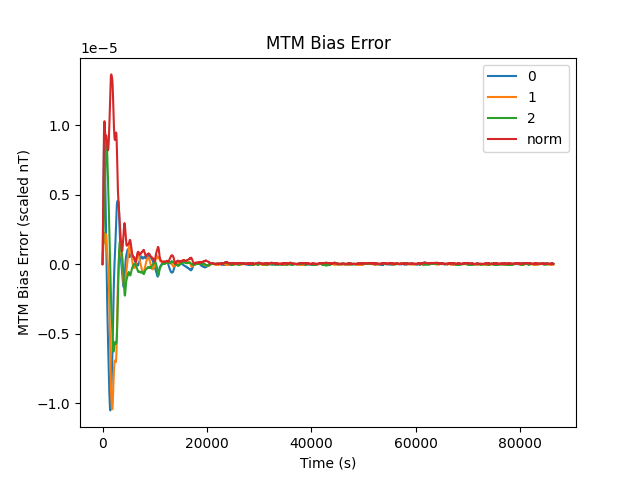 MTM Bias Error
1e−5
0
1
2
norm
1.0
0.5
0.0
−0.5
−1.0
MTM Bias Error (scaled nT)
0 20000 40000 60000 80000
Time (s)